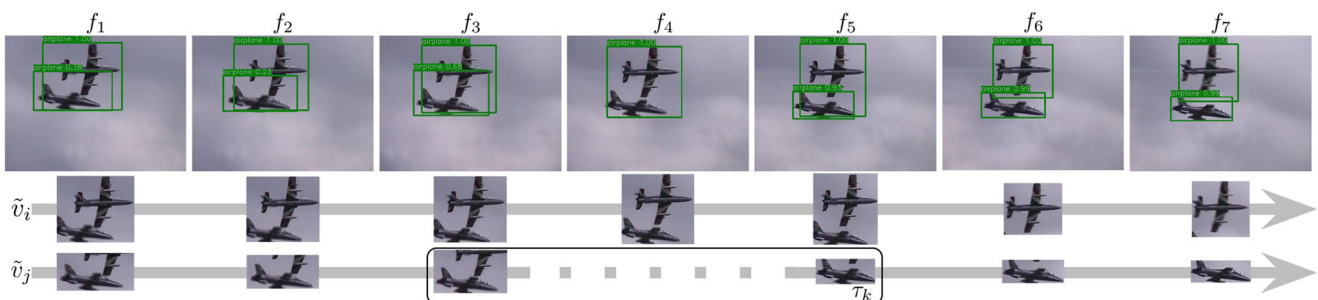 f1 f2 f3 f4 f5 f6 f7
airplane 1.00 airplane 1.00 airplane 1.00 airplane 1.00 airplane 1.00 airplane 1.00 airplane 1.00
airplane 0.38 airplane 0.23 airplane 0.68 airplane 0.93 airplane 0.99 airplane 0.99
ṽi
ṽj
τk